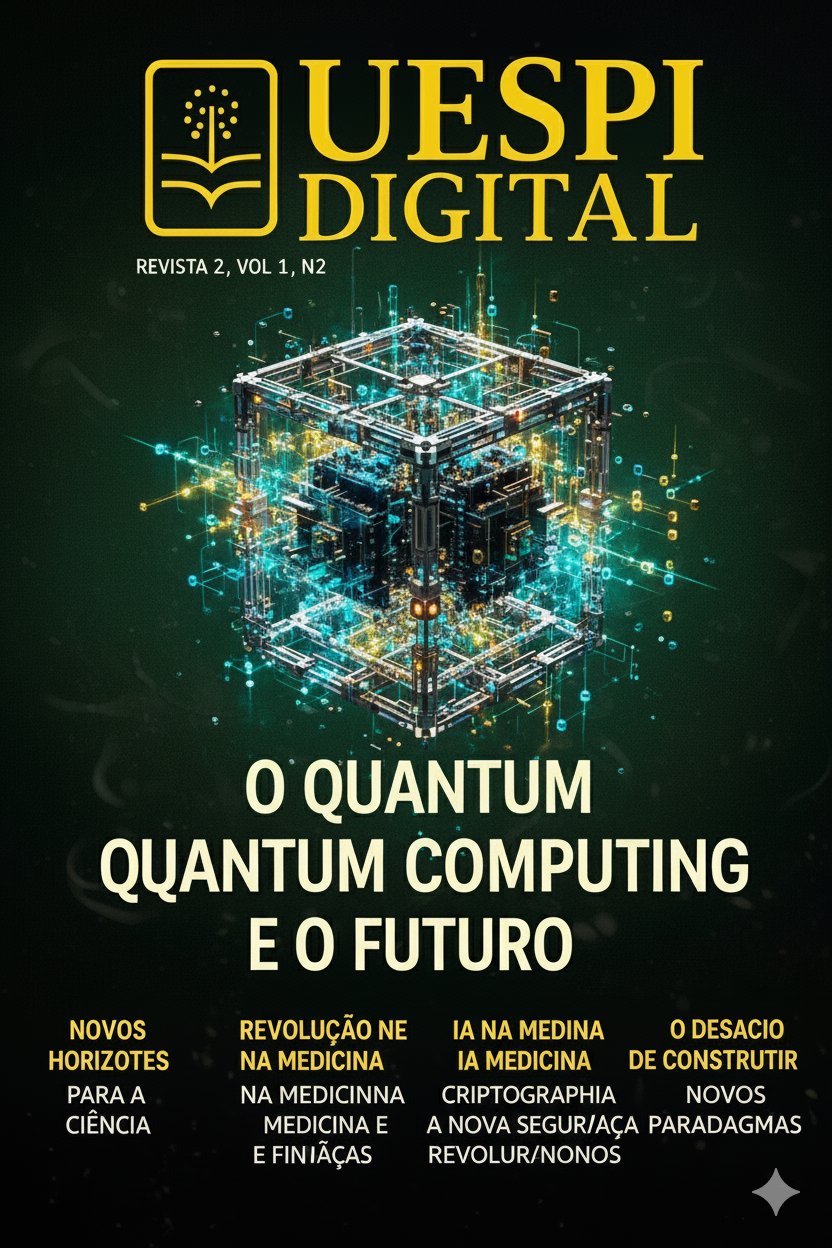 UESPI
DIGITAL
REVISTA 2, VOL 1, N2
O QUANTUM
QUANTUM COMPUTING
E O FUTURO
NOVOS
HORIZOTES
PARA A
CIÊNCIA
REVOLUÇÃO NE
NA MEDICINA
NA MEDICINNA
MEDICINA E
E FINIÃÇAS
IA NA MEDINA
IA MEDICINA
CRIPTOGRAPHIA
A NOVA SEGUR/AÇA
REVOLUR/NONOS
O DESACIO
DE CONSTRUTIR
NOVOS
PARADAGMAS